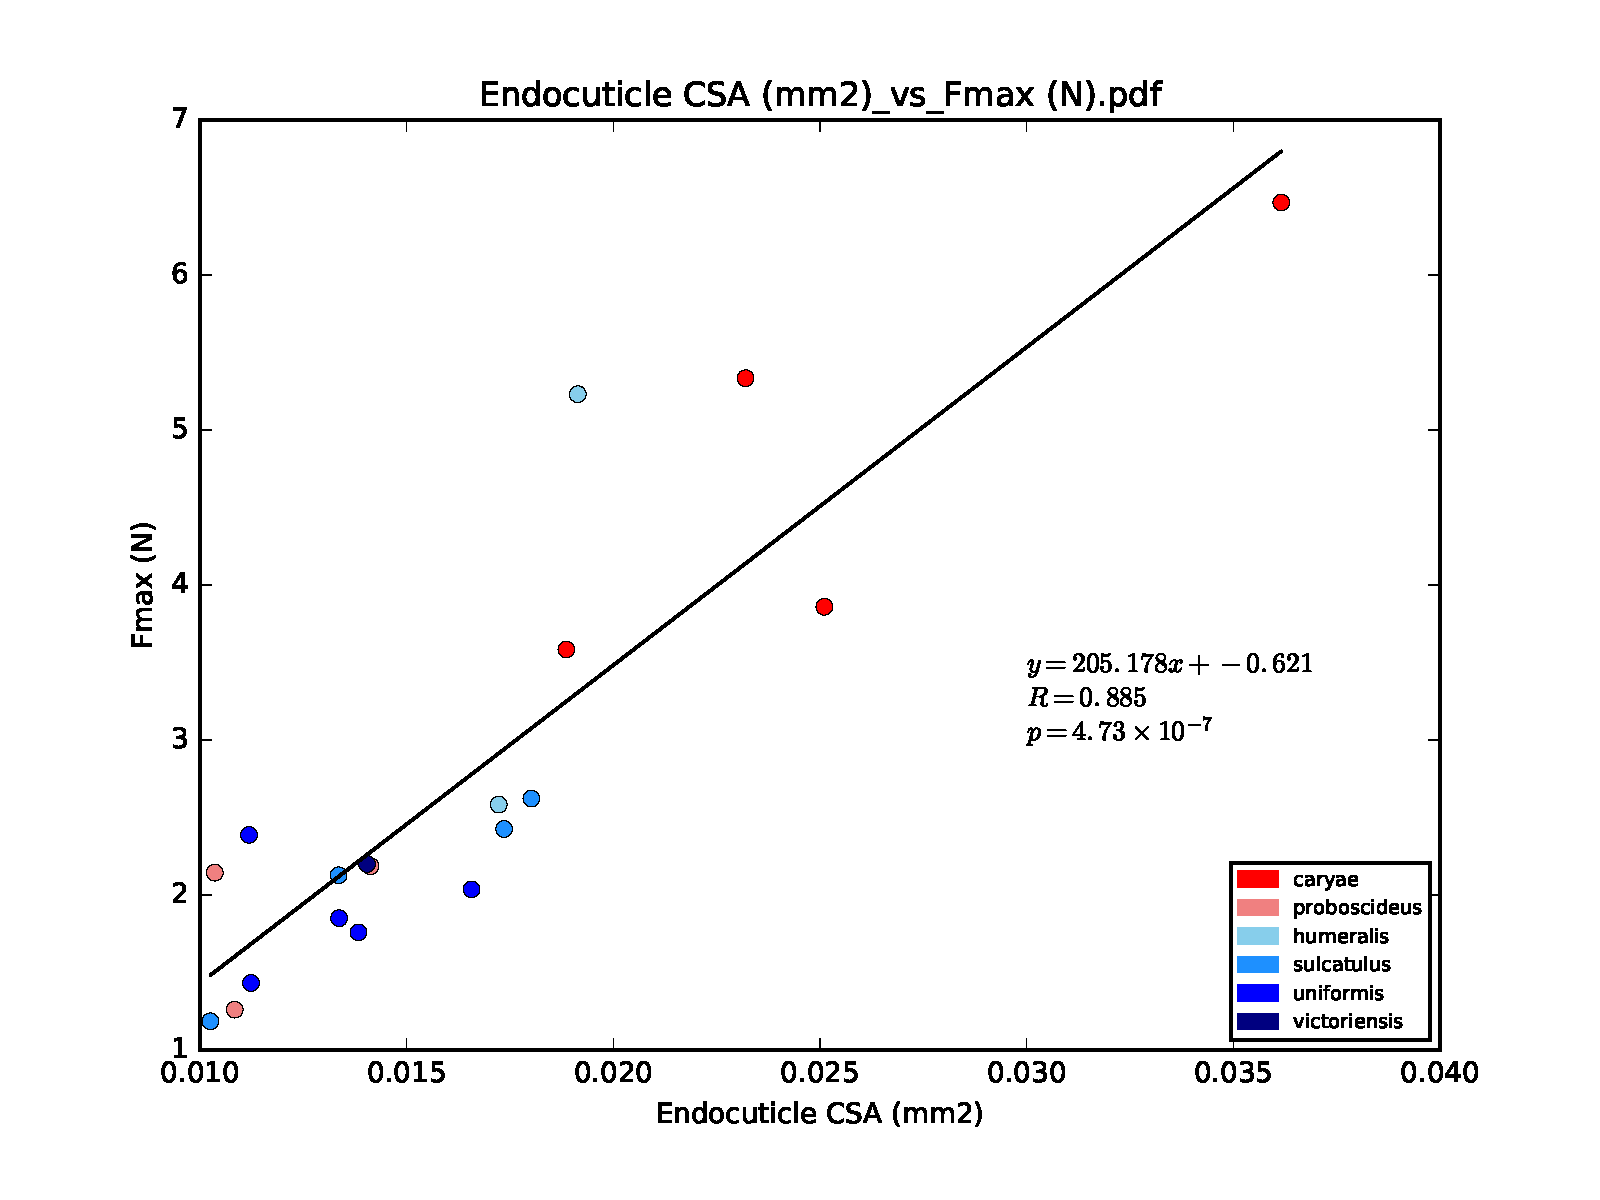 Endocuticle CSA (mm2)_vs_Fmax (N).pdf
7
6
5
4
3
2
1
Fmax (N)
y = 205.178x + −0.621
R = 0.885
p = 4.73 × 10⁻⁷
caryae
proboscideus
humeralis
sulcatulus
uniformis
victoriensis
0.010 0.015 0.020 0.025 0.030 0.035 0.040
Endocuticle CSA (mm2)